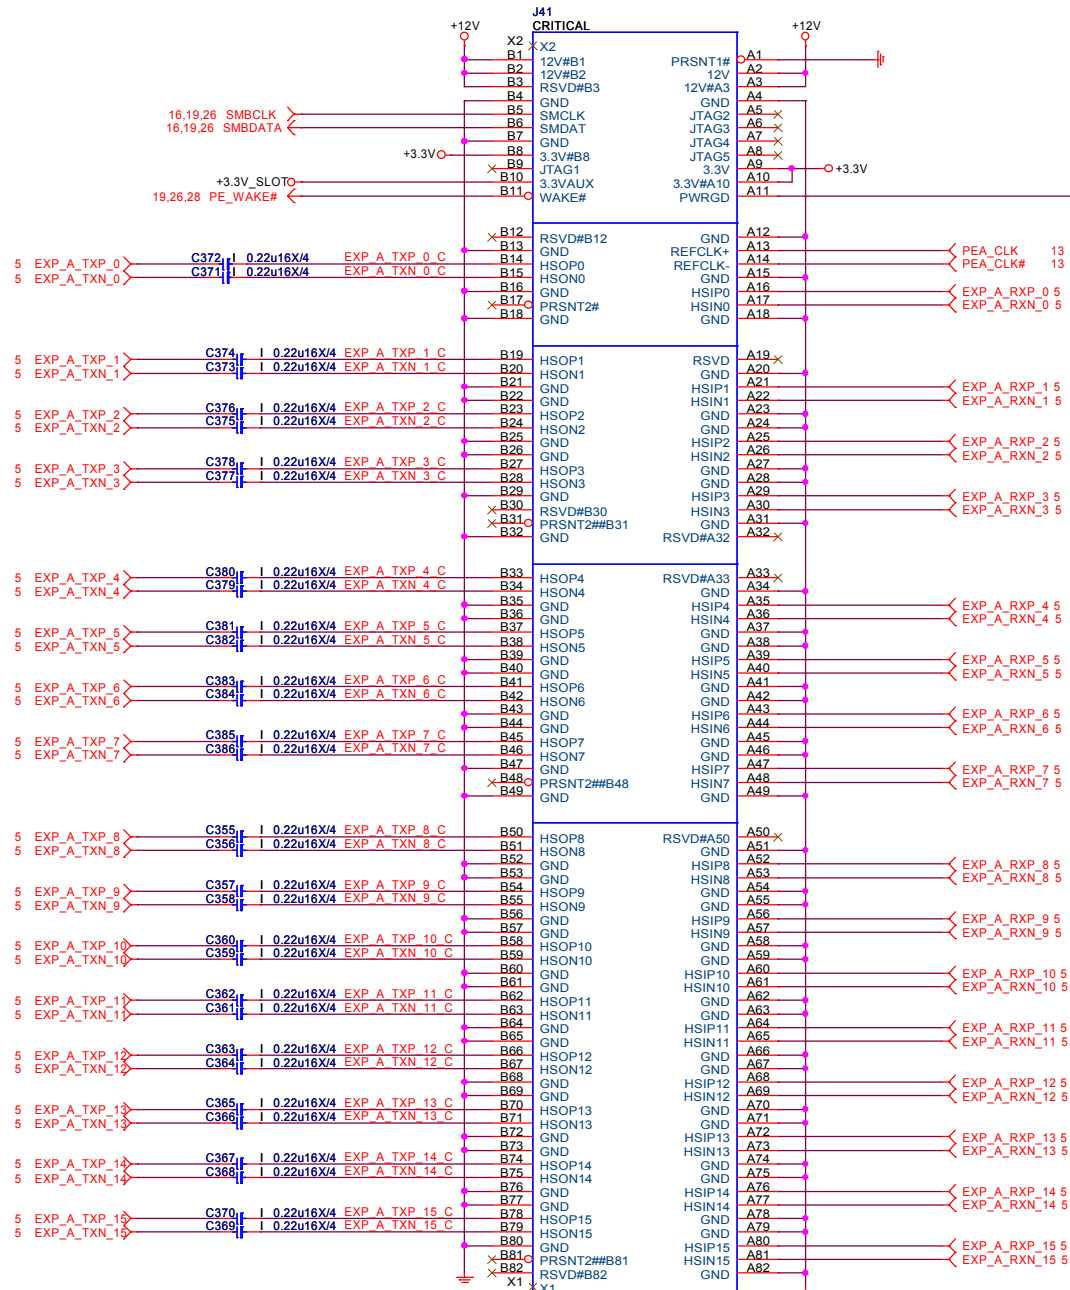 J41
CRITICAL
+12V +12V
X2 X2
B1 12V#B1 PRSNT1# A1
B2 12V#B2 12V A2
B3 RSVD#B3 12V#A3 A3
B4 GND GND A4
16,19,26 SMBCLK B5 SMCLK JTAG2 A5
16,19,26 SMBDATA B6 SMDAT JTAG3 A6
B7 GND JTAG4 A7
+3.3V B8 3.3V#B8 JTAG5 A8
B9 JTAG1 3.3V A9 +3.3V
+3.3V_SLOT B10 3.3VAUX 3.3V#A10 A10
19,26,28 PE_WAKE# B11 WAKE# PWRGD A11
B12 RSVD#B12 GND A12
B13 GND REFCLK+ A13 PEA_CLK 13
5 EXP_A_TXP_0 C372 I 0.22u16X/4 EXP_A_TXP_0_C B14 HSOP0 REFCLK- A14 PEA_CLK# 13
5 EXP_A_TXN_0 C371 I 0.22u16X/4 EXP_A_TXN_0_C B15 HSON0 GND A15
B16 GND HSIP0 A16 EXP_A_RXP_0 5
B17 PRSNT2# HSIN0 A17 EXP_A_RXN_0 5
B18 GND GND A18
5 EXP_A_TXP_1 C374 I 0.22u16X/4 EXP_A_TXP_1_C B19 HSOP1 RSVD A19
5 EXP_A_TXN_1 C373 I 0.22u16X/4 EXP_A_TXN_1_C B20 HSON1 GND A20
B21 GND HSIP1 A21 EXP_A_RXP_1 5
B22 GND HSIN1 A22 EXP_A_RXN_1 5
5 EXP_A_TXP_2 C376 I 0.22u16X/4 EXP_A_TXP_2_C B23 HSOP2 GND A23
5 EXP_A_TXN_2 C375 I 0.22u16X/4 EXP_A_TXN_2_C B24 HSON2 GND A24
B25 GND HSIP2 A25 EXP_A_RXP_2 5
B26 GND HSIN2 A26 EXP_A_RXN_2 5
5 EXP_A_TXP_3 C378 I 0.22u16X/4 EXP_A_TXP_3_C B27 HSOP3 GND A27
5 EXP_A_TXN_3 C377 I 0.22u16X/4 EXP_A_TXN_3_C B28 HSON3 GND A28
B29 GND HSIP3 A29 EXP_A_RXP_3 5
B30 RSVD#B30 HSIN3 A30 EXP_A_RXN_3 5
B31 PRSNT2##B31 GND A31
B32 GND RSVD#A32 A32
5 EXP_A_TXP_4 C380 I 0.22u16X/4 EXP_A_TXP_4_C B33 HSOP4 RSVD#A33 A33
5 EXP_A_TXN_4 C379 I 0.22u16X/4 EXP_A_TXN_4_C B34 HSON4 GND A34
B35 GND HSIP4 A35 EXP_A_RXP_4 5
B36 GND HSIN4 A36 EXP_A_RXN_4 5
5 EXP_A_TXP_5 C381 I 0.22u16X/4 EXP_A_TXP_5_C B37 HSOP5 GND A37
5 EXP_A_TXN_5 C382 I 0.22u16X/4 EXP_A_TXN_5_C B38 HSON5 GND A38
B39 GND HSIP5 A39 EXP_A_RXP_5 5
B40 GND HSIN5 A40 EXP_A_RXN_5 5
5 EXP_A_TXP_6 C383 I 0.22u16X/4 EXP_A_TXP_6_C B41 HSOP6 GND A41
5 EXP_A_TXN_6 C384 I 0.22u16X/4 EXP_A_TXN_6_C B42 HSON6 GND A42
B43 GND HSIP6 A43 EXP_A_RXP_6 5
B44 GND HSIN6 A44 EXP_A_RXN_6 5
5 EXP_A_TXP_7 C385 I 0.22u16X/4 EXP_A_TXP_7_C B45 HSOP7 GND A45
5 EXP_A_TXN_7 C386 I 0.22u16X/4 EXP_A_TXN_7_C B46 HSON7 GND A46
B47 GND HSIP7 A47 EXP_A_RXP_7 5
B48 PRSNT2##B48 HSIN7 A48 EXP_A_RXN_7 5
B49 GND GND A49
5 EXP_A_TXP_8 C355 I 0.22u16X/4 EXP_A_TXP_8_C B50 HSOP8 RSVD#A50 A50
5 EXP_A_TXN_8 C356 I 0.22u16X/4 EXP_A_TXN_8_C B51 HSON8 GND A51
B52 GND HSIP8 A52 EXP_A_RXP_8 5
B53 GND HSIN8 A53 EXP_A_RXN_8 5
5 EXP_A_TXP_9 C357 I 0.22u16X/4 EXP_A_TXP_9_C B54 HSOP9 GND A54
5 EXP_A_TXN_9 C358 I 0.22u16X/4 EXP_A_TXN_9_C B55 HSON9 GND A55
B56 GND HSIP9 A56 EXP_A_RXP_9 5
B57 GND HSIN9 A57 EXP_A_RXN_9 5
5 EXP_A_TXP_10 C360 I 0.22u16X/4 EXP_A_TXP_10_C B58 HSOP10 GND A58
5 EXP_A_TXN_10 C359 I 0.22u16X/4 EXP_A_TXN_10_C B59 HSON10 GND A59
B60 GND HSIP10 A60 EXP_A_RXP_10 5
B61 GND HSIN10 A61 EXP_A_RXN_10 5
5 EXP_A_TXP_11 C362 I 0.22u16X/4 EXP_A_TXP_11_C B62 HSOP11 GND A62
5 EXP_A_TXN_11 C361 I 0.22u16X/4 EXP_A_TXN_11_C B63 HSON11 GND A63
B64 GND HSIP11 A64 EXP_A_RXP_11 5
B65 GND HSIN11 A65 EXP_A_RXN_11 5
5 EXP_A_TXP_12 C363 I 0.22u16X/4 EXP_A_TXP_12_C B66 HSOP12 GND A66
5 EXP_A_TXN_12 C364 I 0.22u16X/4 EXP_A_TXN_12_C B67 HSON12 GND A67
B68 GND HSIP12 A68 EXP_A_RXP_12 5
B69 GND HSIN12 A69 EXP_A_RXN_12 5
5 EXP_A_TXP_13 C365 I 0.22u16X/4 EXP_A_TXP_13_C B70 HSOP13 GND A70
5 EXP_A_TXN_13 C366 I 0.22u16X/4 EXP_A_TXN_13_C B71 HSON13 GND A71
B72 GND HSIP13 A72 EXP_A_RXP_13 5
B73 GND HSIN13 A73 EXP_A_RXN_13 5
5 EXP_A_TXP_14 C367 I 0.22u16X/4 EXP_A_TXP_14_C B74 HSOP14 GND A74
5 EXP_A_TXN_14 C368 I 0.22u16X/4 EXP_A_TXN_14_C B75 HSON14 GND A75
B76 GND HSIP14 A76 EXP_A_RXP_14 5
B77 GND HSIN14 A77 EXP_A_RXN_14 5
5 EXP_A_TXP_15 C370 I 0.22u16X/4 EXP_A_TXP_15_C B78 HSOP15 GND A78
5 EXP_A_TXN_15 C369 I 0.22u16X/4 EXP_A_TXN_15_C B79 HSON15 GND A79
B80 GND HSIP15 A80 EXP_A_RXP_15 5
B81 PRSNT2##B81 HSIN15 A81 EXP_A_RXN_15 5
B82 RSVD#B82 GND A82
X1 X1